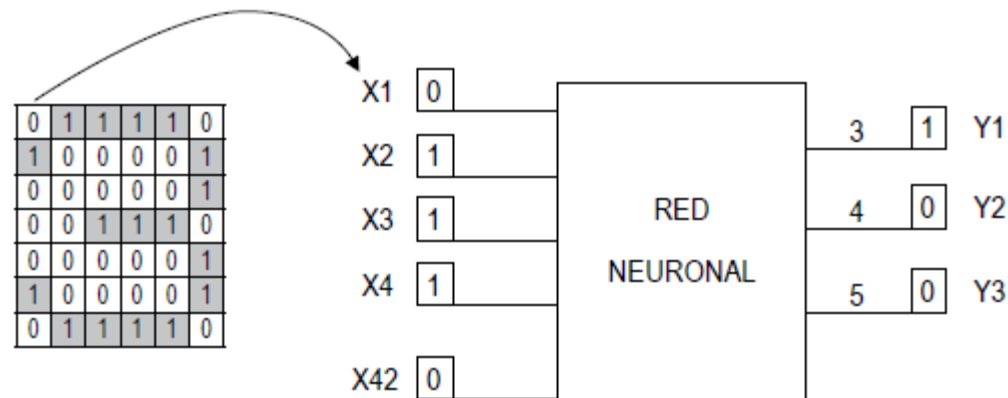 0 1 1 1 1 0
1 0 0 0 0 1
0 0 0 0 0 1
0 0 1 1 1 0
0 0 0 0 0 1
1 0 0 0 0 1
0 1 1 1 1 0
X1 0
X2 1
X3 1
X4 1
X42 0
RED
NEURONAL
3 1 Y1
4 0 Y2
5 0 Y3